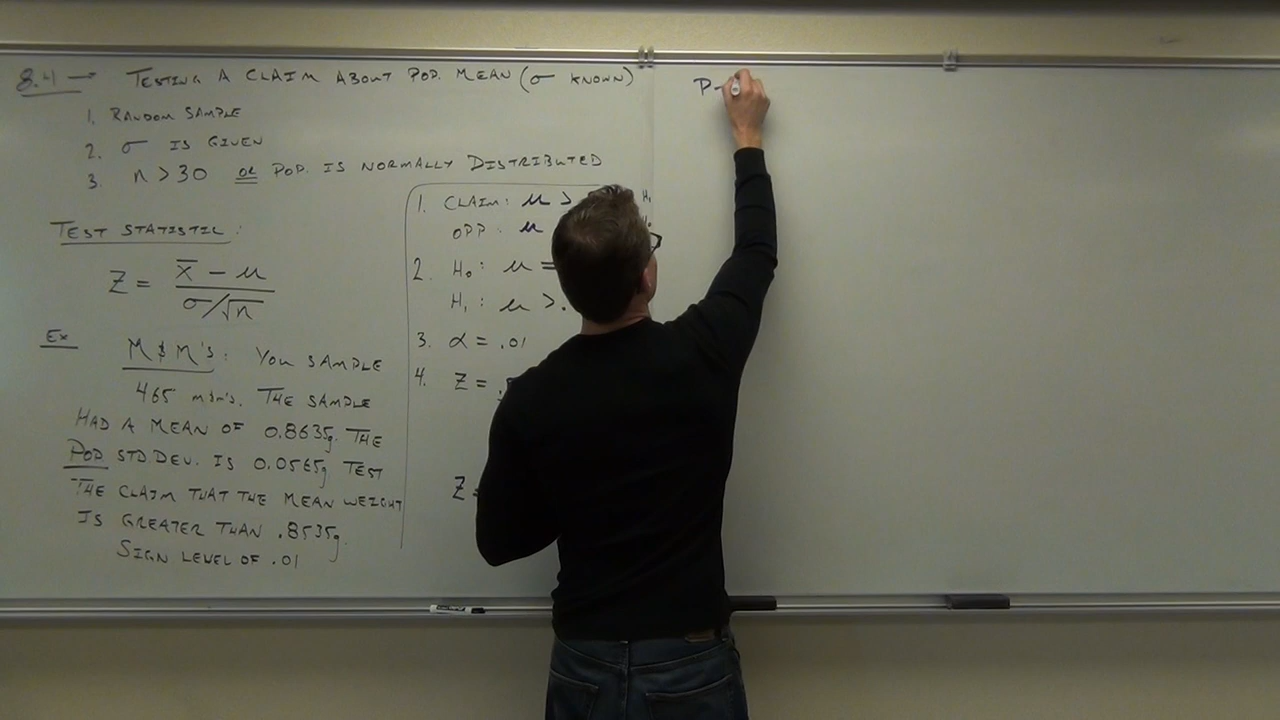 8.4 → TESTING A CLAIM ABOUT POP. MEAN (σ KNOWN)
1. RANDOM SAMPLE
2. σ IS GIVEN
3. n > 30 OR POP. IS NORMALLY DISTRIBUTED
TEST STATISTIC:
Z = x̄ - μ / σ/√n
Ex M&M'S: YOU SAMPLE
465 m&m's. THE SAMPLE
HAD A MEAN OF 0.8635g. THE
POP STD. DEV. IS 0.0565g TEST
THE CLAIM THAT THE MEAN WEIGHT
IS GREATER THAN .8535g.
SIGN LEVEL OF .01
1. CLAIM: μ > H₁
OPP: μ
2. H₀: μ =
H₁: μ > .
3. α = .01
4. Z = .
Z =
P-